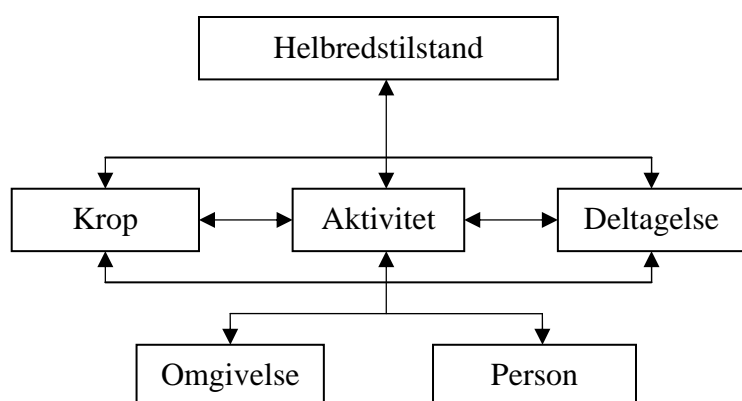 Helbredstilstand
Krop
Aktivitet
Deltagelse
Omgivelse
Person